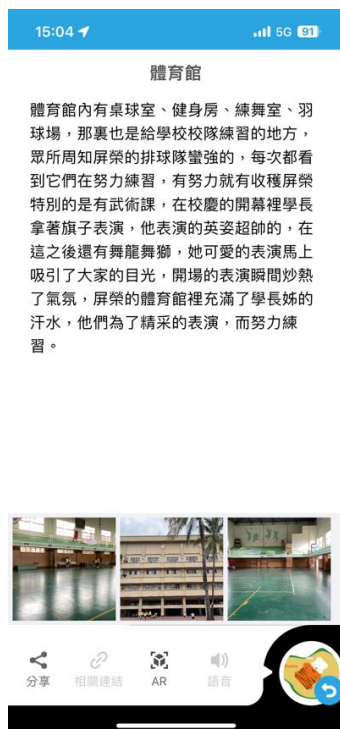 15:04
5G 91
體育館
體育館內有桌球室、健身房、練舞室、羽
球場，那裏也是給學校校隊練習的地方，
眾所周知屏榮的排球隊蠻強的，每次都看
到它們在努力練習，有努力就有收穫屏榮
特別的是有武術課，在校慶的開幕裡學長
拿著旗子表演，他表演的英姿超帥的，在
這之後還有舞龍舞獅，她可愛的表演馬上
吸引了大家的目光，開場的表演瞬間炒熱
了氣氛，屏榮的體育館裡充滿了學長姊的
汗水，他們為了精采的表演，而努力練
習。
分享 相關連結 AR 語音